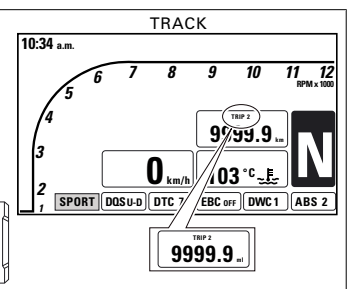 TRACK
10:34 a.m.
1 2 3 4 5 6 7 8 9 10 11 12
RPM x 1000
TRIP 2
9999.9 km
0 km/h
103 °C
N
SPORT DQS U-D DTC 7 EBC OFF DWC 1 ABS 2
TRIP 2
9999.9 ml